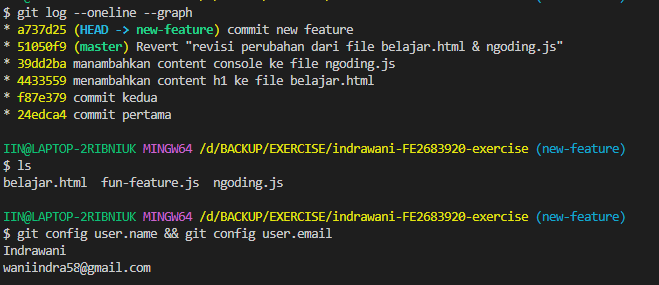 $ git log --oneline --graph
* a737d25 (HEAD -> new-feature) commit new feature
* 51050f9 (master) Revert "revisi perubahan dari file belajar.html & ngoding.js"
* 39dd2ba manambahkan content console ke file ngoding.js
* 4433559 menambahkan content h1 ke file belajar.html
* f87e379 commit kedua
* 24edca4 commit pertama
IIN@LAPTOP-2RIBNIUK MINGW64 /d/BACKUP/EXERCISE/indrawani-FE2683920-exercise (new-feature)
$ ls
belajar.html  fun-feature.js  ngoding.js
IIN@LAPTOP-2RIBNIUK MINGW64 /d/BACKUP/EXERCISE/indrawani-FE2683920-exercise (new-feature)
$ git config user.name && git config user.email
Indrawani
waniindra58@gmail.com